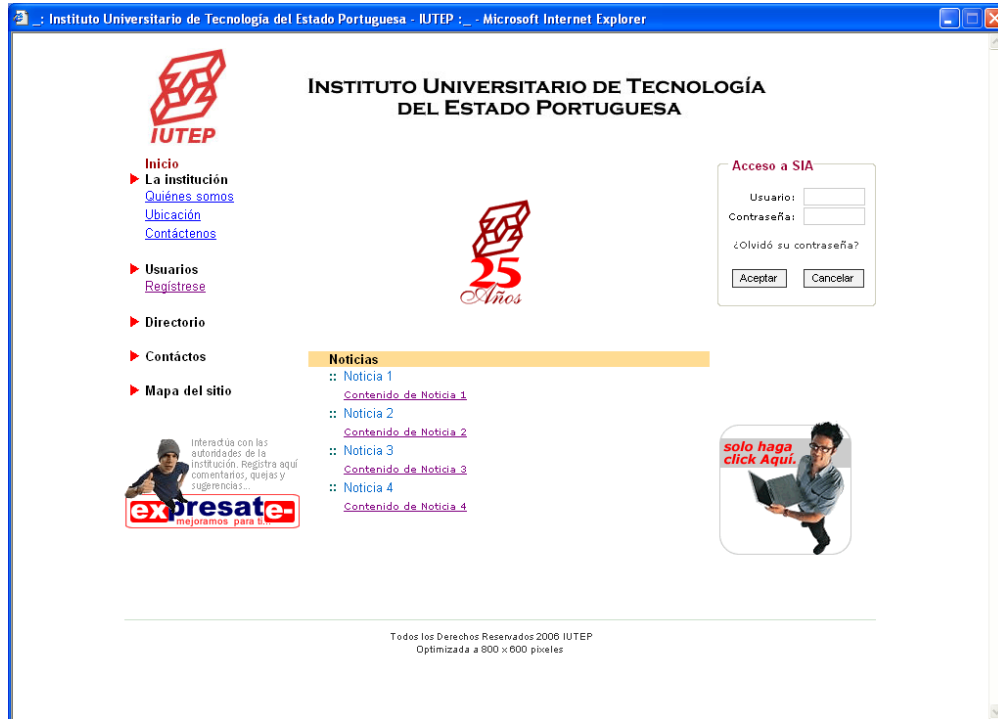 _: Instituto Universitario de Tecnología del Estado Portuguesa - IUTEP :_ - Microsoft Internet Explorer
IUTEP
Instituto Universitario de Tecnología
del Estado Portuguesa
Inicio
La institución
Quiénes somos
Ubicación
Contáctenos
Usuarios
Regístrese
Directorio
Contáctos
Mapa del sitio
Interactúa con las
autoridades de la
institución. Registra aquí
comentarios, quejas y
sugerencias...
expresate-
mejoramos para ti...
25
Años
Noticias
:: Noticia 1
Contenido de Noticia 1
:: Noticia 2
Contenido de Noticia 2
:: Noticia 3
Contenido de Noticia 3
:: Noticia 4
Contenido de Noticia 4
Acceso a SIA
Usuario:
Contraseña:
¿Olvidó su contraseña?
Aceptar Cancelar
solo haga
click Aquí.
Todos los Derechos Reservados 2006 IUTEP
Optimizada a 800 x 600 pixeles